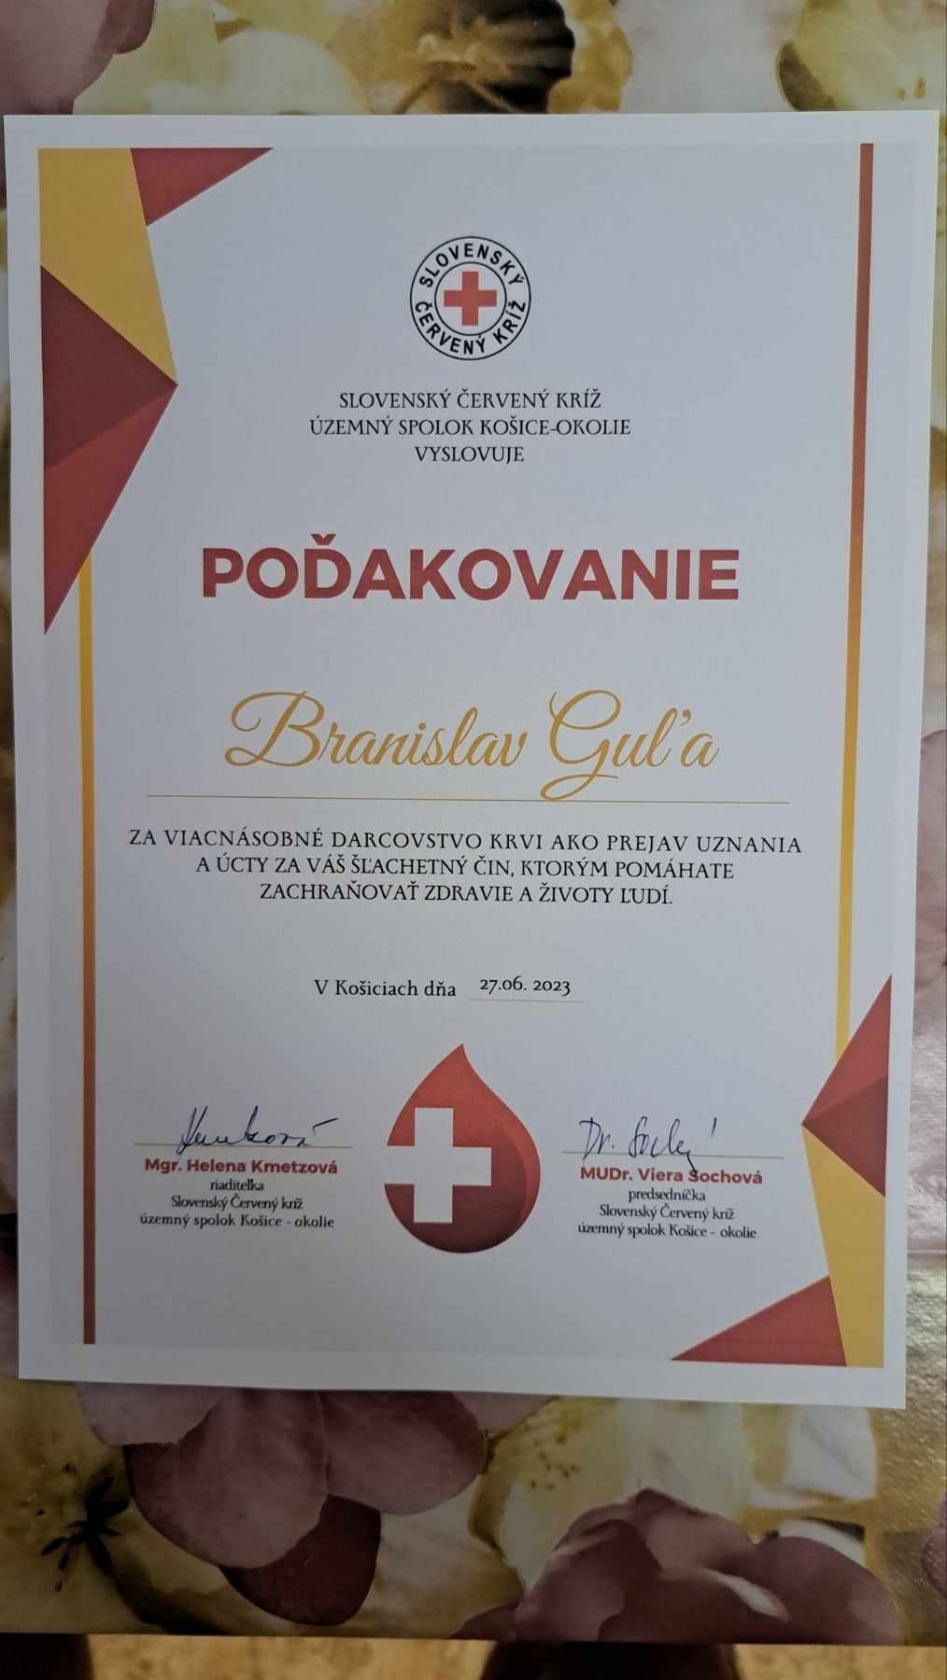 SLOVENSKÝ
ČERVENÝ KRÍŽ
SLOVENSKÝ ČERVENÝ KRÍŽ
ÚZEMNÝ SPOLOK KOŠICE-OKOLIE
VYSLOVUJE
POĎAKOVANIE
Branislav Guľa
ZA VIACNÁSOBNÉ DARCOVSTVO KRVI AKO PREJAV UZNANIA
A ÚCTY ZA VÁŠ ŠĽACHETNÝ ČIN, KTORÝM POMÁHATE
ZACHRAŇOVAŤ ZDRAVIE A ŽIVOTY ĽUDÍ.
V Košiciach dňa 27.06. 2023
Mgr. Helena Kmetzová
riaditeľka
Slovenský Červený kríž
územný spolok Košice - okolie
Dr.
MUDr. Viera Šochová
predsedníčka
Slovenský Červený kríž
územný spolok Košice - okolie